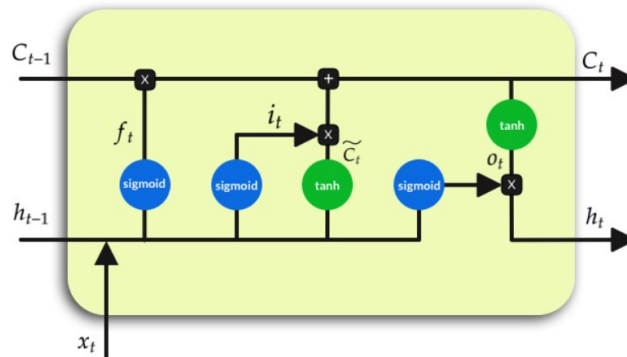 C_{t-1} x + C_t
f_t i_t x C̃_t tanh
sigmoid sigmoid tanh sigmoid o_t x
h_{t-1} h_t
x_t